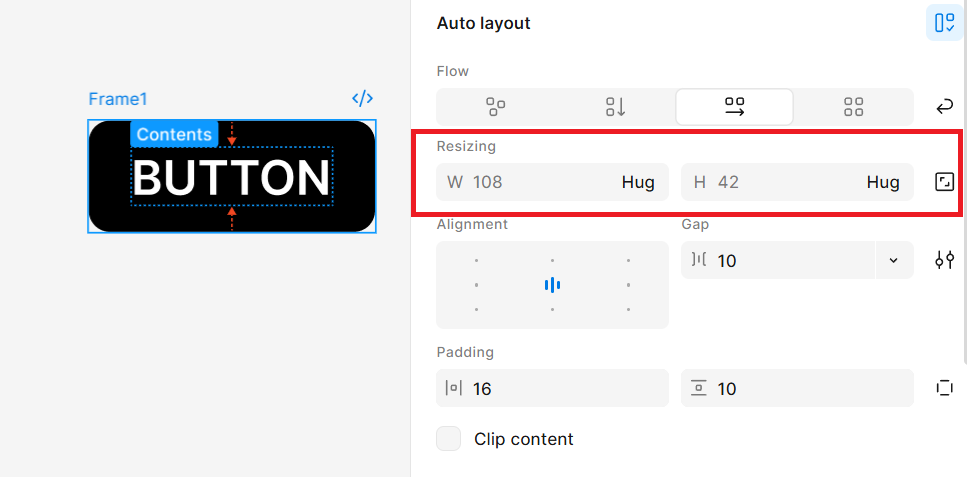 Auto layout
Flow
Frame1 </>
Contents
BUTTON
Resizing
W 108 Hug H 42 Hug
Alignment Gap
10
Padding
16 10
Clip content